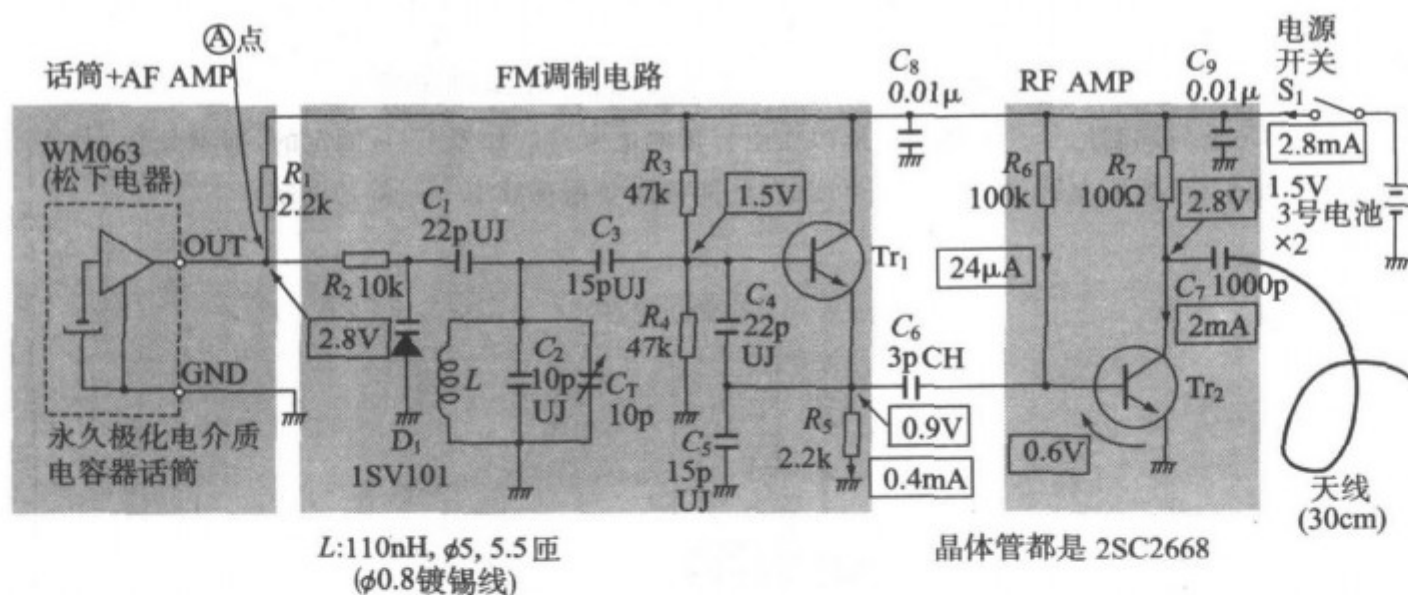 Ⓐ点
话筒+AF AMP
FM调制电路
C8
0.01μ
RF AMP
C9
0.01μ
电源
开关
S1
2.8mA
WM063
(松下电器)
R1
2.2k
OUT
GND
永久极化电介质
电容器话筒
2.8V
R2 10k
C1
22p UJ
C3
15p UJ
R3
47k
1.5V
R4
47k
C4
22p
UJ
Tr1
L
C2
10p
UJ
CT
10p
D1
1SV101
C5
15p
UJ
R5
2.2k
C6
3p CH
0.9V
0.4mA
R6
100k
24μA
R7
100Ω
2.8V
C7 1000p
2mA
Tr2
0.6V
1.5V
3号电池
×2
天线
(30cm)
L:110nH, ϕ5, 5.5匝
(ϕ0.8镀锡线)
晶体管都是 2SC2668